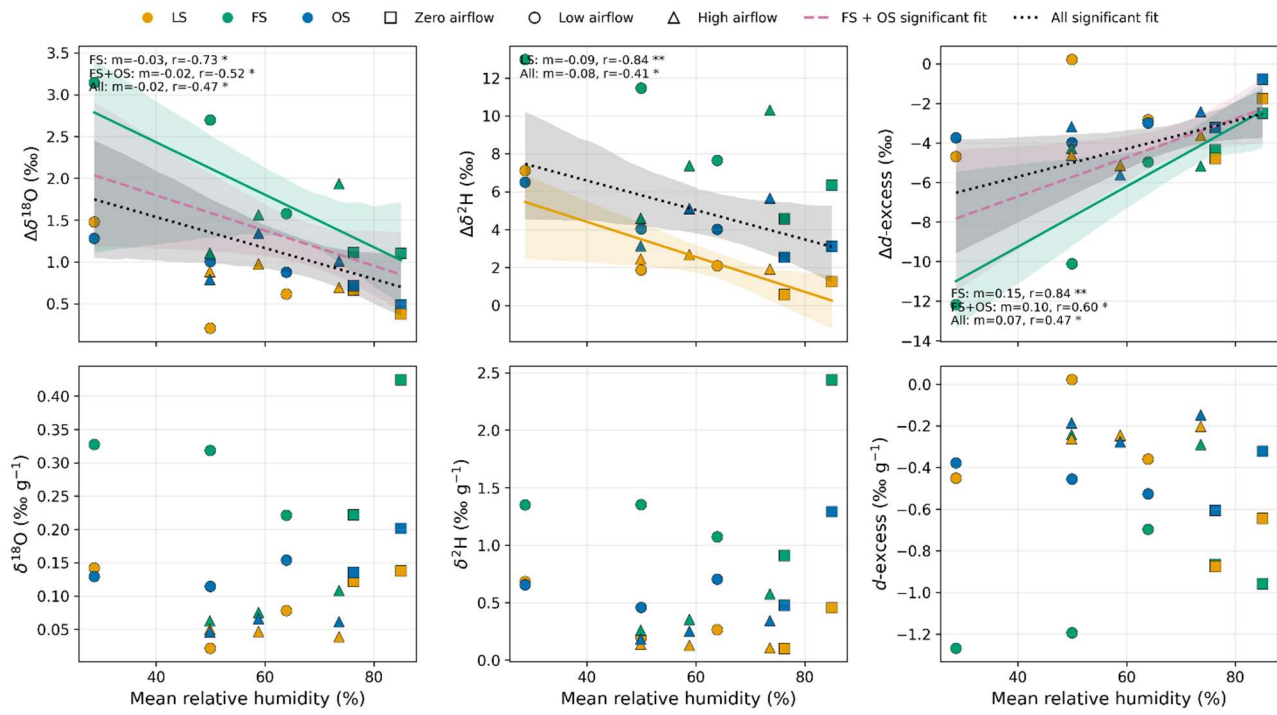 LS FS OS Zero airflow Low airflow High airflow FS + OS significant fit All significant fit
FS: m=-0.03, r=-0.73 *
FS+OS: m=-0.02, r=-0.52 *
All: m=-0.02, r=-0.47 *
3.5
3.0
2.5
2.0
1.5
1.0
0.5
Δδ¹⁸O (‰)
LS: m=-0.09, r=-0.84 **
All: m=-0.08, r=-0.41 *
12
10
8
6
4
2
0
Δδ²H (‰)
0
−2
−4
−6
−8
−10
−12
−14
Δd-excess (‰)
FS: m=0.15, r=0.84 **
FS+OS: m=0.10, r=0.60 *
All: m=0.07, r=0.47 *
0.40
0.35
0.30
0.25
0.20
0.15
0.10
0.05
δ¹⁸O (‰ g⁻¹)
40 60 80
Mean relative humidity (%)
2.5
2.0
1.5
1.0
0.5
0.0
δ²H (‰ g⁻¹)
40 60 80
Mean relative humidity (%)
0.0
−0.2
−0.4
−0.6
−0.8
−1.0
−1.2
d-excess (‰ g⁻¹)
40 60 80
Mean relative humidity (%)